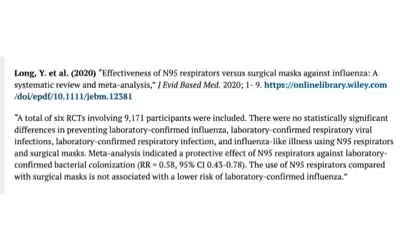 Long, Y. et al. (2020) "Effectiveness of N95 respirators versus surgical masks against influenza: A
systematic review and meta-analysis," J Evid Based Med. 2020; 1- 9. https://onlinelibrary.wiley.com
/doi/epdf/10.1111/jebm.12381
"A total of six RCTs involving 9,171 participants were included. There were no statistically significant
differences in preventing laboratory-confirmed influenza, laboratory-confirmed respiratory viral
infections, laboratory-confirmed respiratory infection, and influenza-like illness using N95 respirators
and surgical masks. Meta-analysis indicated a protective effect of N95 respirators against laboratory-
confirmed bacterial colonization (RR = 0.58, 95% CI 0.43-0.78). The use of N95 respirators compared
with surgical masks is not associated with a lower risk of laboratory-confirmed influenza."